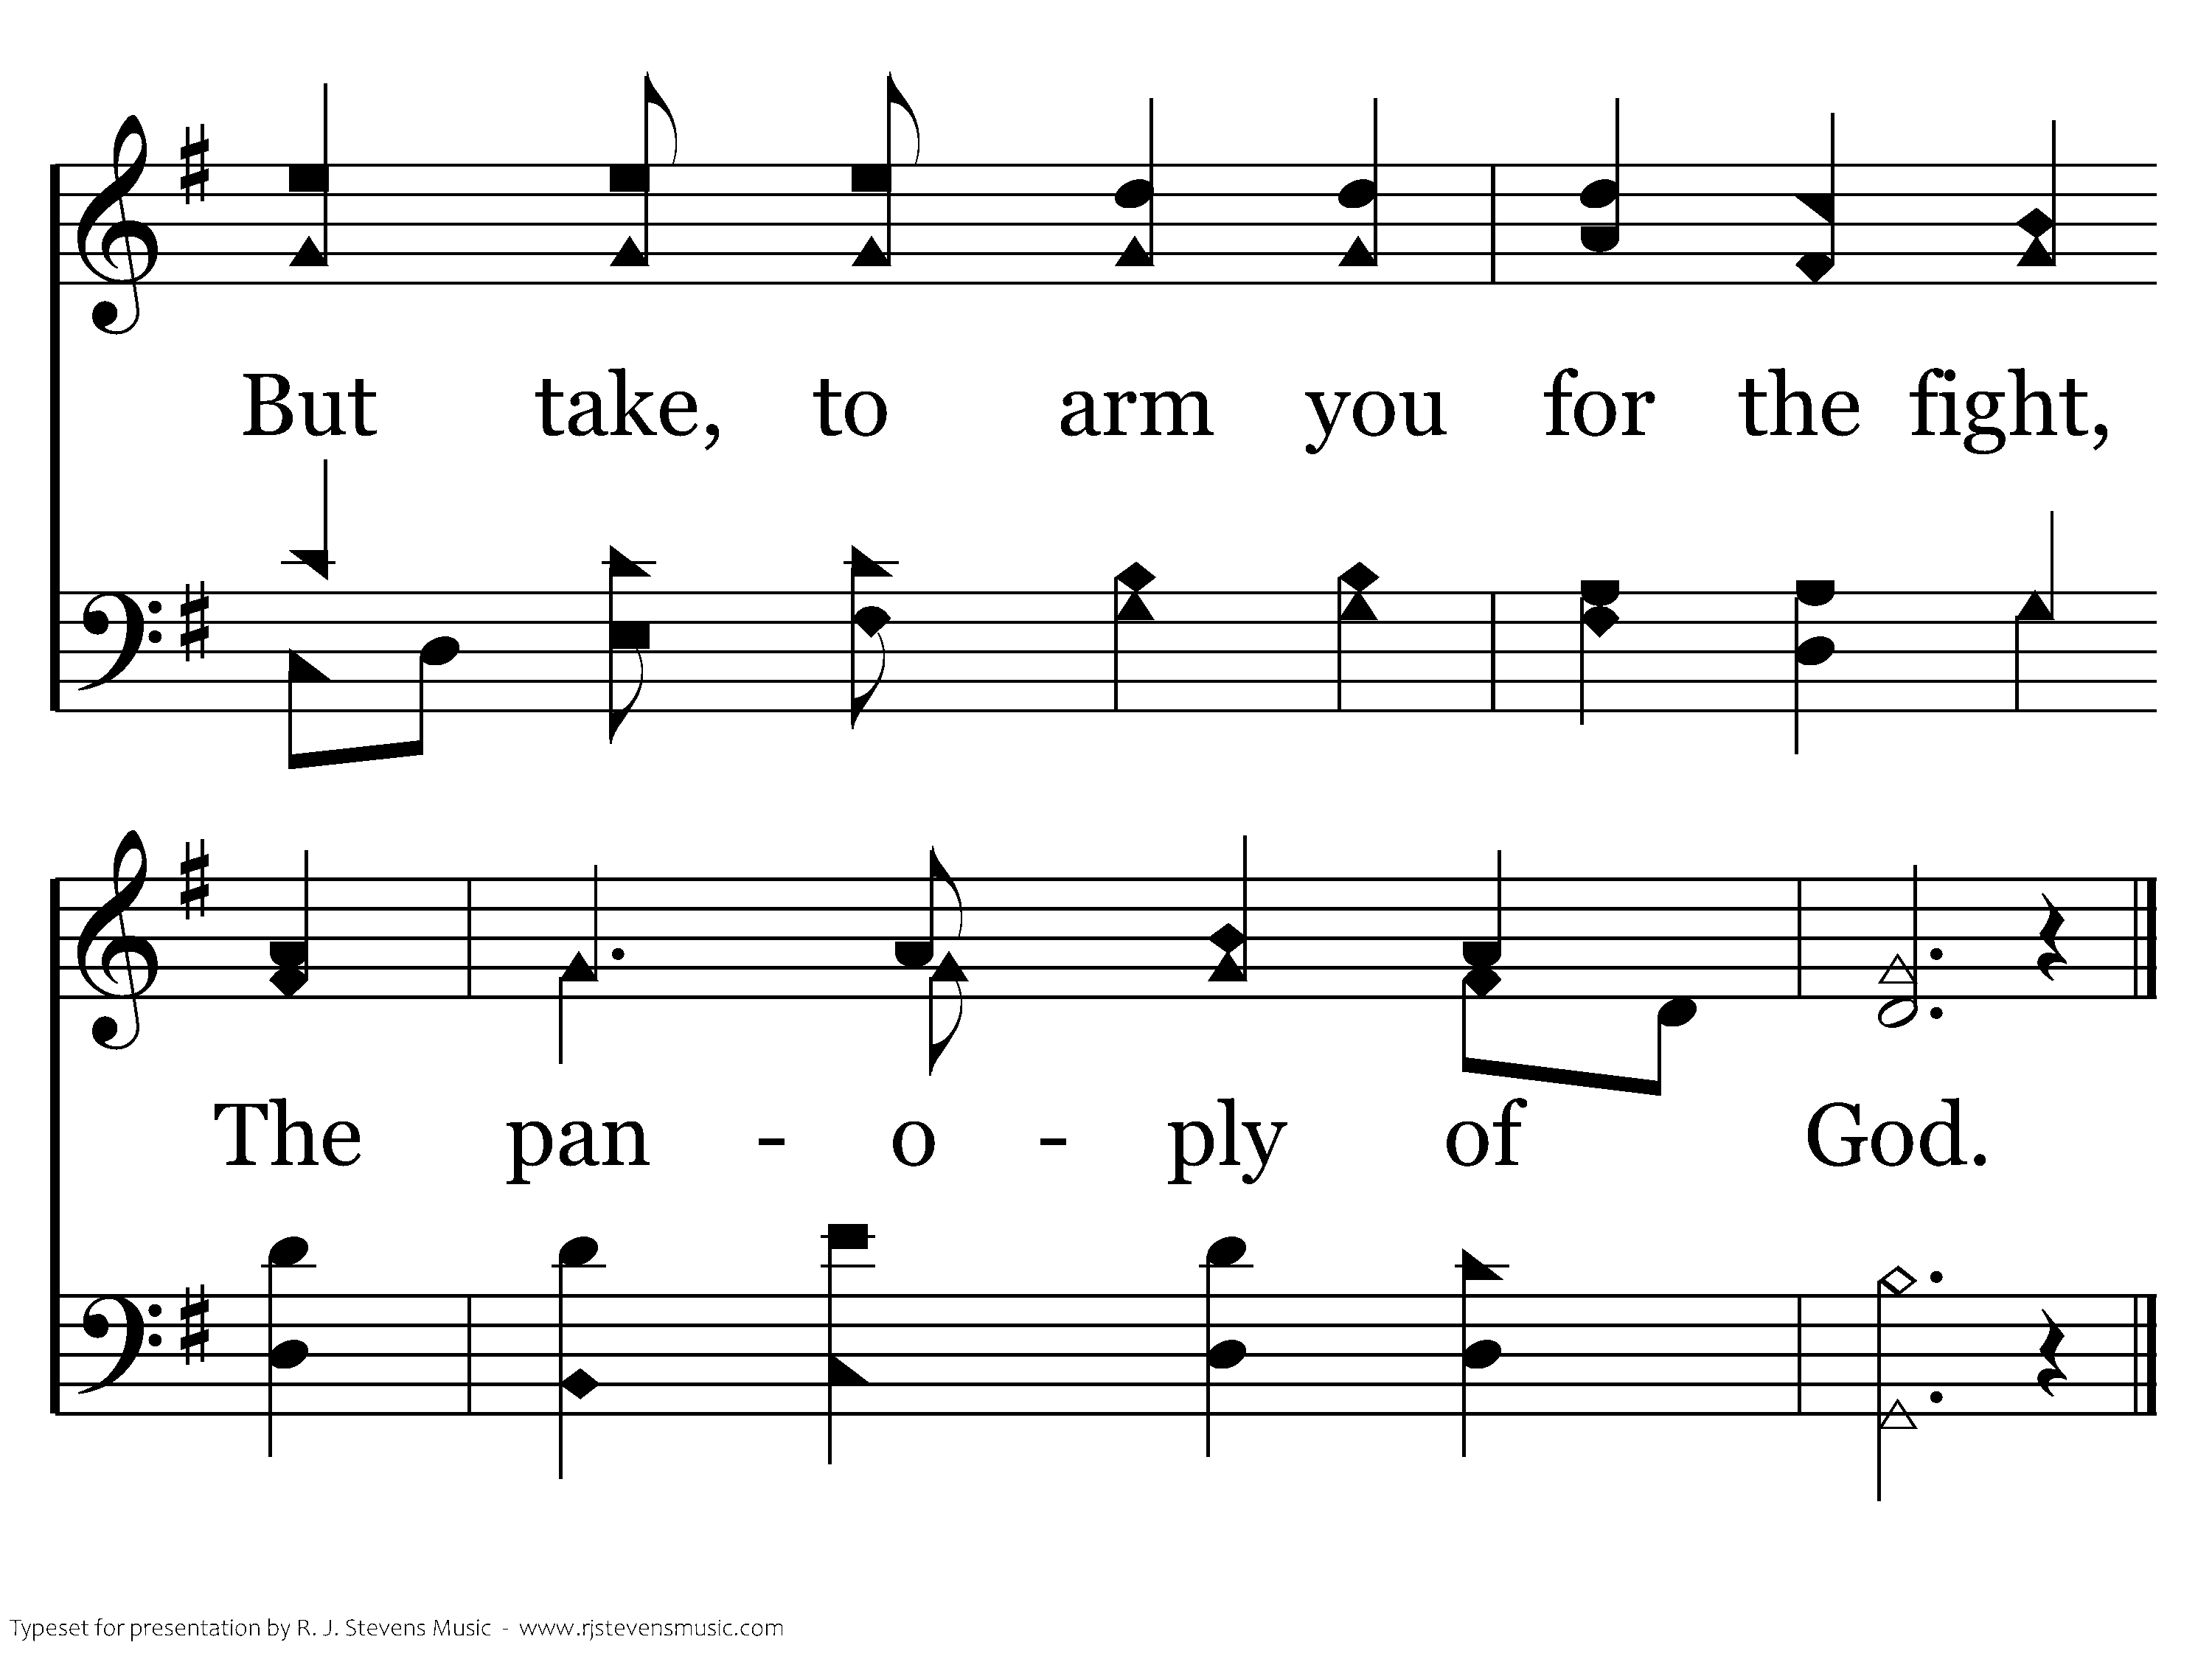 But take, to arm you for the fight,
The pan - o - ply of God.
Typeset for presentation by R. J. Stevens Music - www.rjstevensmusic.com